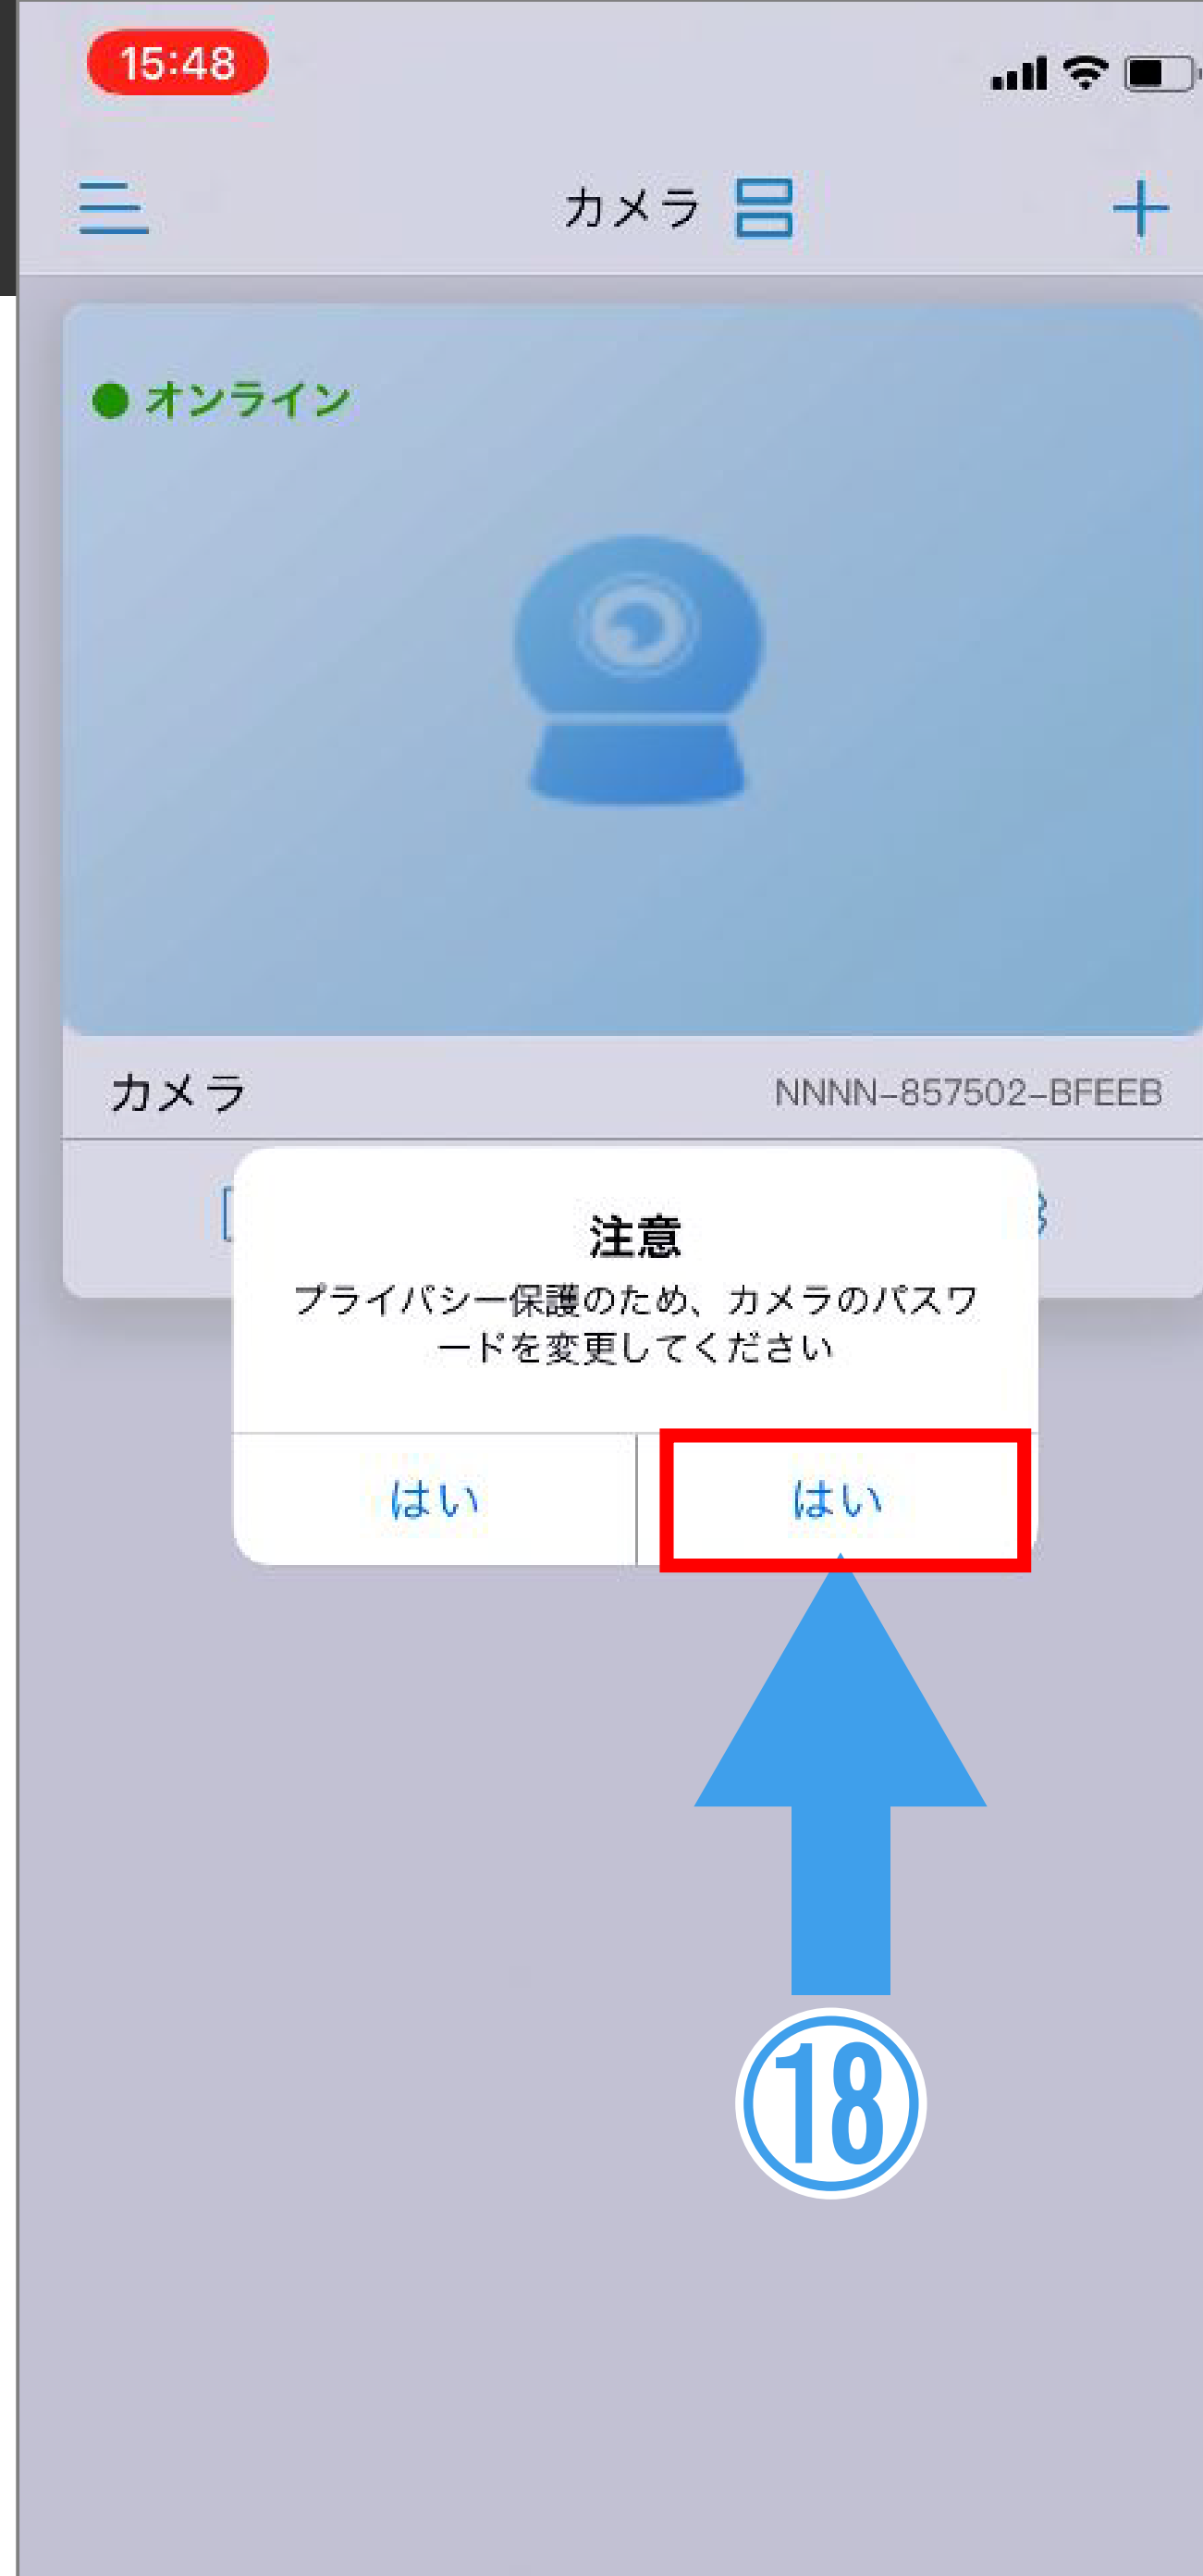 15:48
カメラ
オンライン
カメラ NNNN-857502-BFEEB
注意
プライバシー保護のため、カメラのパスワ
ードを変更してください
はい はい
18